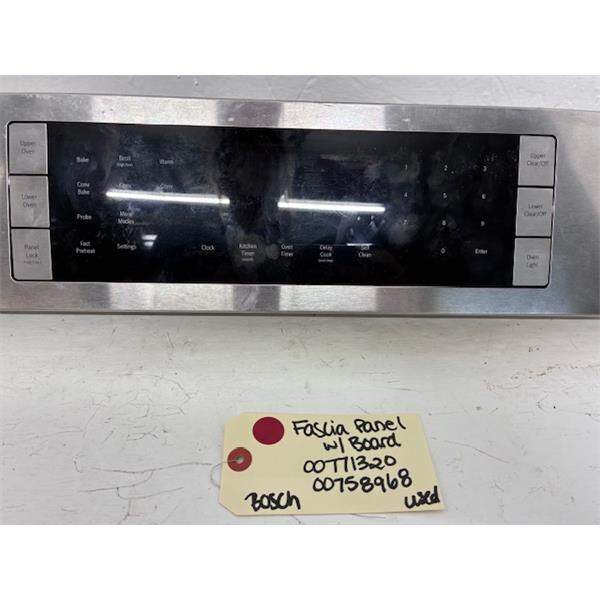 Upper Oven
Bake
Broil
Warm
1 2 3
Upper Clear/Off
Conv Bake
4 5 6
Lower Oven
Lower Clear/Off
Probe
More Modes
7 8 9
Panel Lock
Fast Preheat
Settings
Clock
Kitchen Timer
Oven Timer
Delay Cook
Self Clean
0
Enter
Oven Light
Fascia Panel
w/ Board
00771320
00758968
Bosch
used